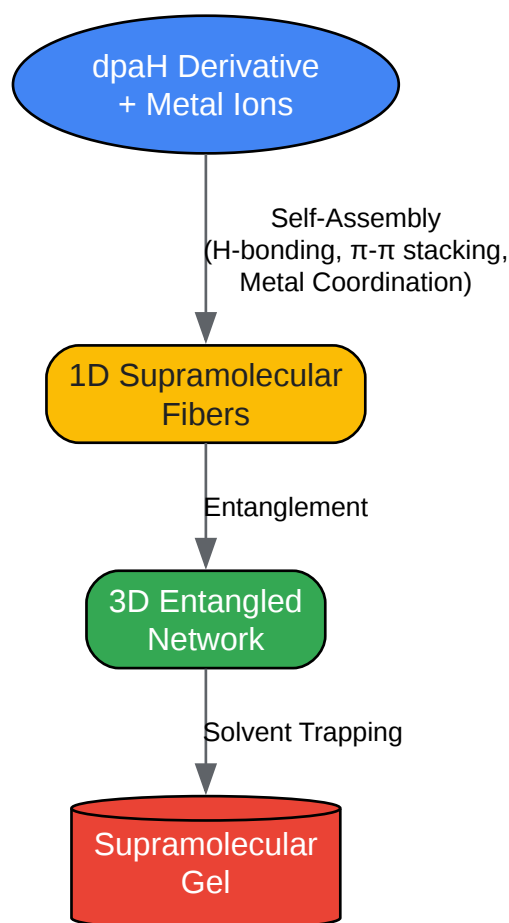 dpaH Derivative
+ Metal Ions
Self-Assembly
(H-bonding, π-π stacking,
Metal Coordination)
1D Supramolecular
Fibers
Entanglement
3D Entangled
Network
Solvent Trapping
Supramolecular
Gel